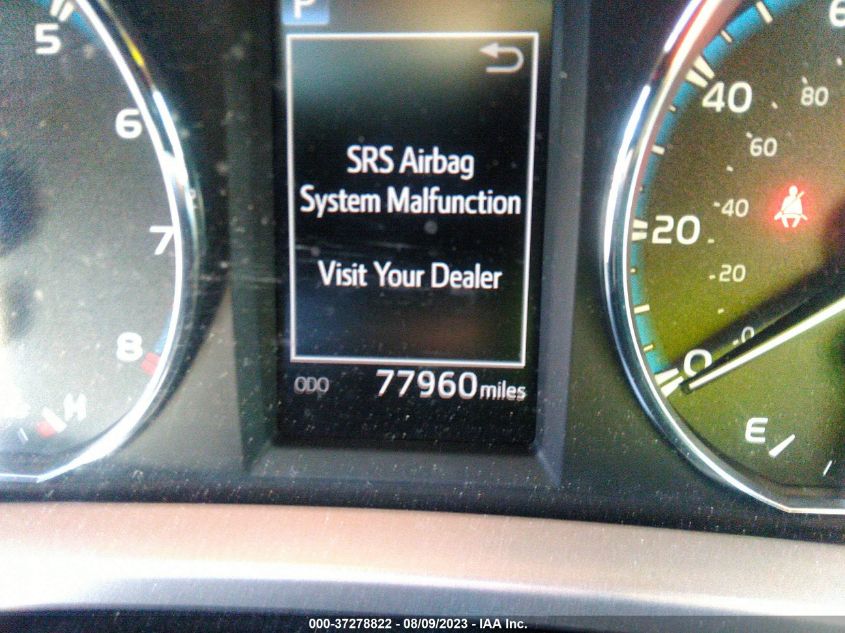 P
SRS Airbag
System Malfunction
Visit Your Dealer
ODO 77960 miles
5
6
7
8
H
40
20
0
80
60
40
20
0
E
000-37278822 - 08/09/2023 - IAA Inc.